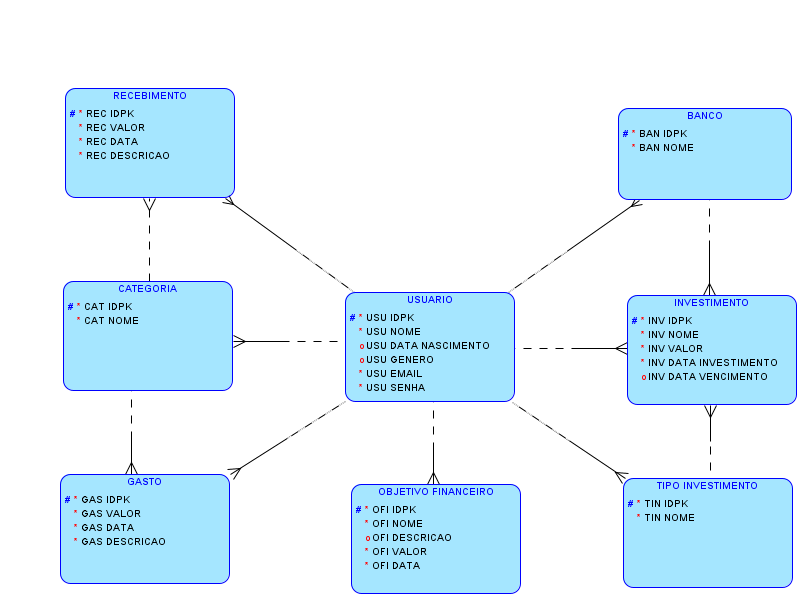 RECEBIMENTO
# * REC IDPK
* REC VALOR
* REC DATA
* REC DESCRICAO
BANCO
# * BAN IDPK
* BAN NOME
CATEGORIA
# * CAT IDPK
* CAT NOME
USUARIO
# * USU IDPK
* USU NOME
o USU DATA NASCIMENTO
o USU GENERO
* USU EMAIL
* USU SENHA
INVESTIMENTO
# * INV IDPK
* INV NOME
* INV VALOR
* INV DATA INVESTIMENTO
o INV DATA VENCIMENTO
GASTO
# * GAS IDPK
* GAS VALOR
* GAS DATA
* GAS DESCRICAO
OBJETIVO FINANCEIRO
# * OFI IDPK
* OFI NOME
o OFI DESCRICAO
* OFI VALOR
* OFI DATA
TIPO INVESTIMENTO
# * TIN IDPK
* TIN NOME